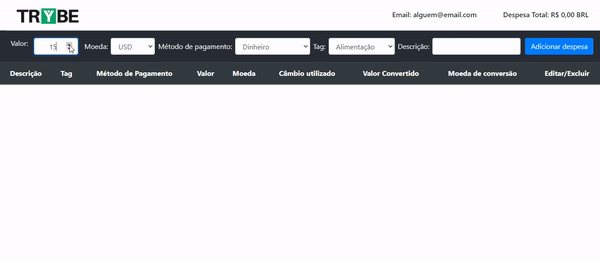 TRYBE
Email: alguem@email.com Despesa Total: R$ 0,00 BRL
Valor: 15 Moeda: USD Método de pagamento: Dinheiro Tag: Alimentação Descrição: Adicionar despesa
Descrição Tag Método de Pagamento Valor Moeda Câmbio utilizado Valor Convertido Moeda de conversão Editar/Excluir